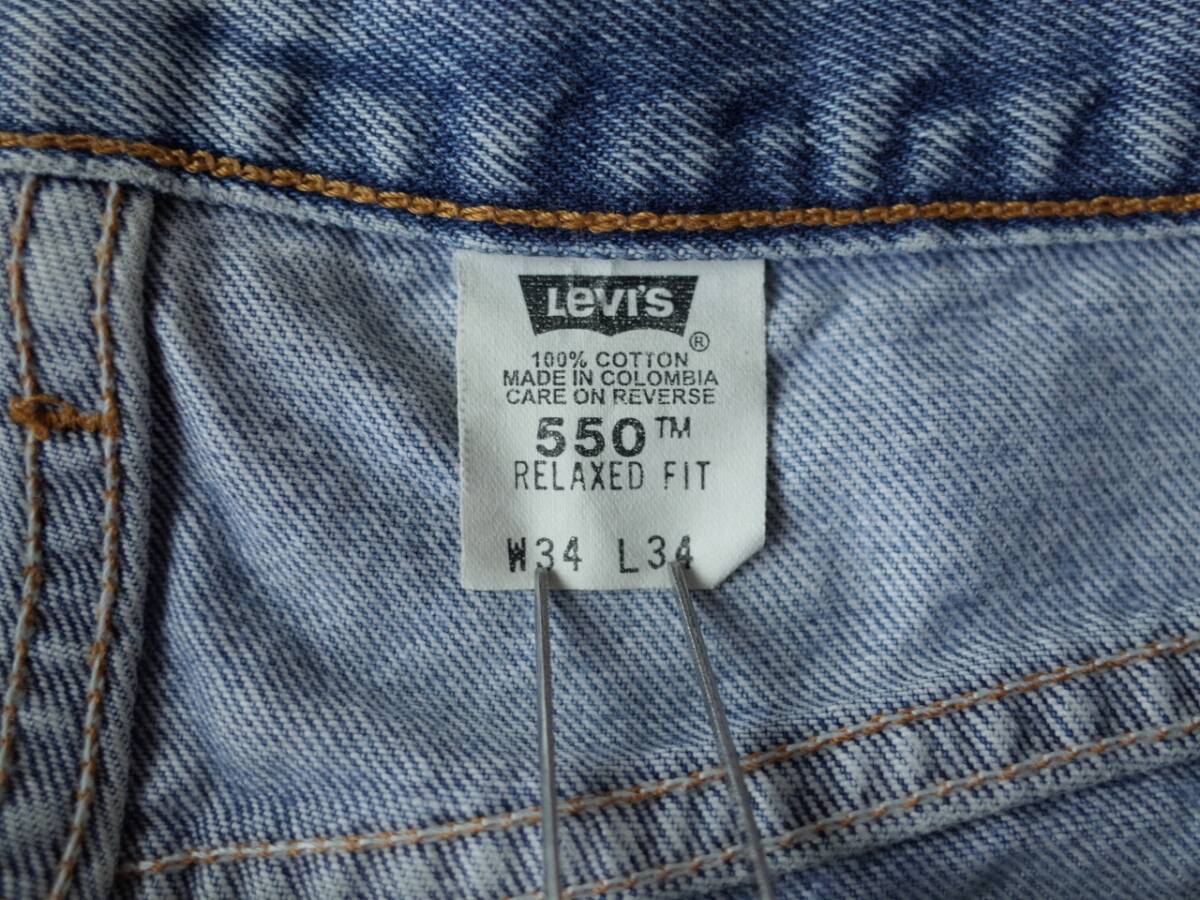 LEVI'S
®
100% COTTON
MADE IN COLOMBIA
CARE ON REVERSE
550™
RELAXED FIT
W34 L34